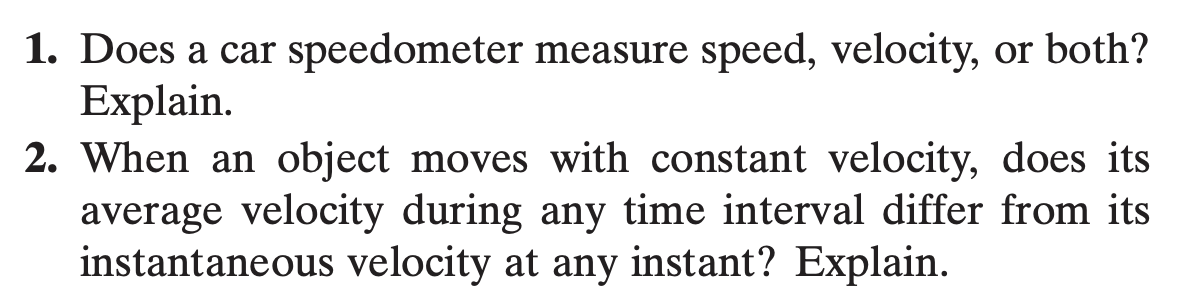 1. Does a car speedometer measure speed, velocity, or both?
Explain.
2. When an object moves with constant velocity, does its
average velocity during any time interval differ from its
instantaneous velocity at any instant? Explain.